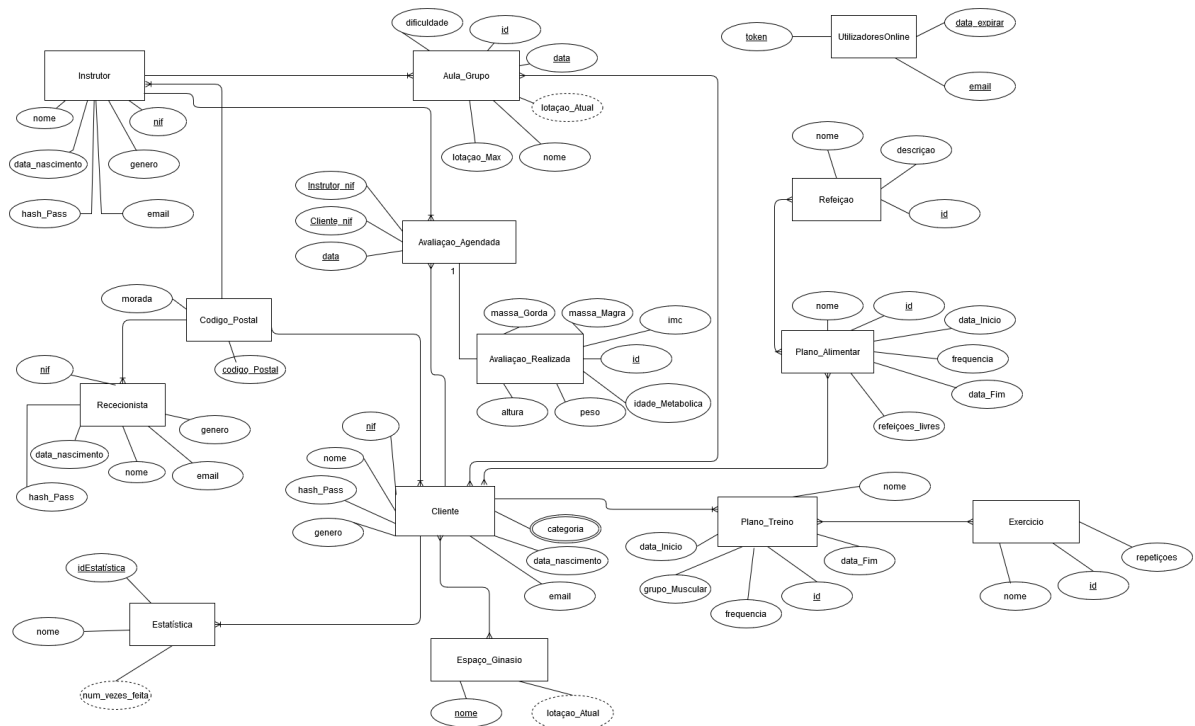 dificuldade
id
data
Instrutor
Aula_Grupo
lotaçao_Atual
nome
nif
data_nascimento
genero
hash_Pass
email
lotaçao_Max
nome
token
UtilizadoresOnline
data_expirar
email
nome
descriçao
Refeiçao
id
Instrutor_nif
Cliente_nif
data
Avaliaçao_Agendada
1
morada
Codigo_Postal
codigo_Postal
massa_Gorda
massa_Magra
imc
Avaliaçao_Realizada
id
altura
peso
idade_Metabolica
nome
id
data_Inicio
Plano_Alimentar
frequencia
data_Fim
refeiçoes_livres
nif
Rececionista
genero
data_nascimento
nome
email
hash_Pass
nif
nome
hash_Pass
genero
Cliente
categoria
data_nascimento
email
nome
Plano_Treino
data_Inicio
grupo_Muscular
frequencia
id
data_Fim
Exercicio
repetiçoes
id
nome
idEstatística
nome
Estatística
num_vezes_feita
Espaço_Ginasio
nome
lotaçao_Atual